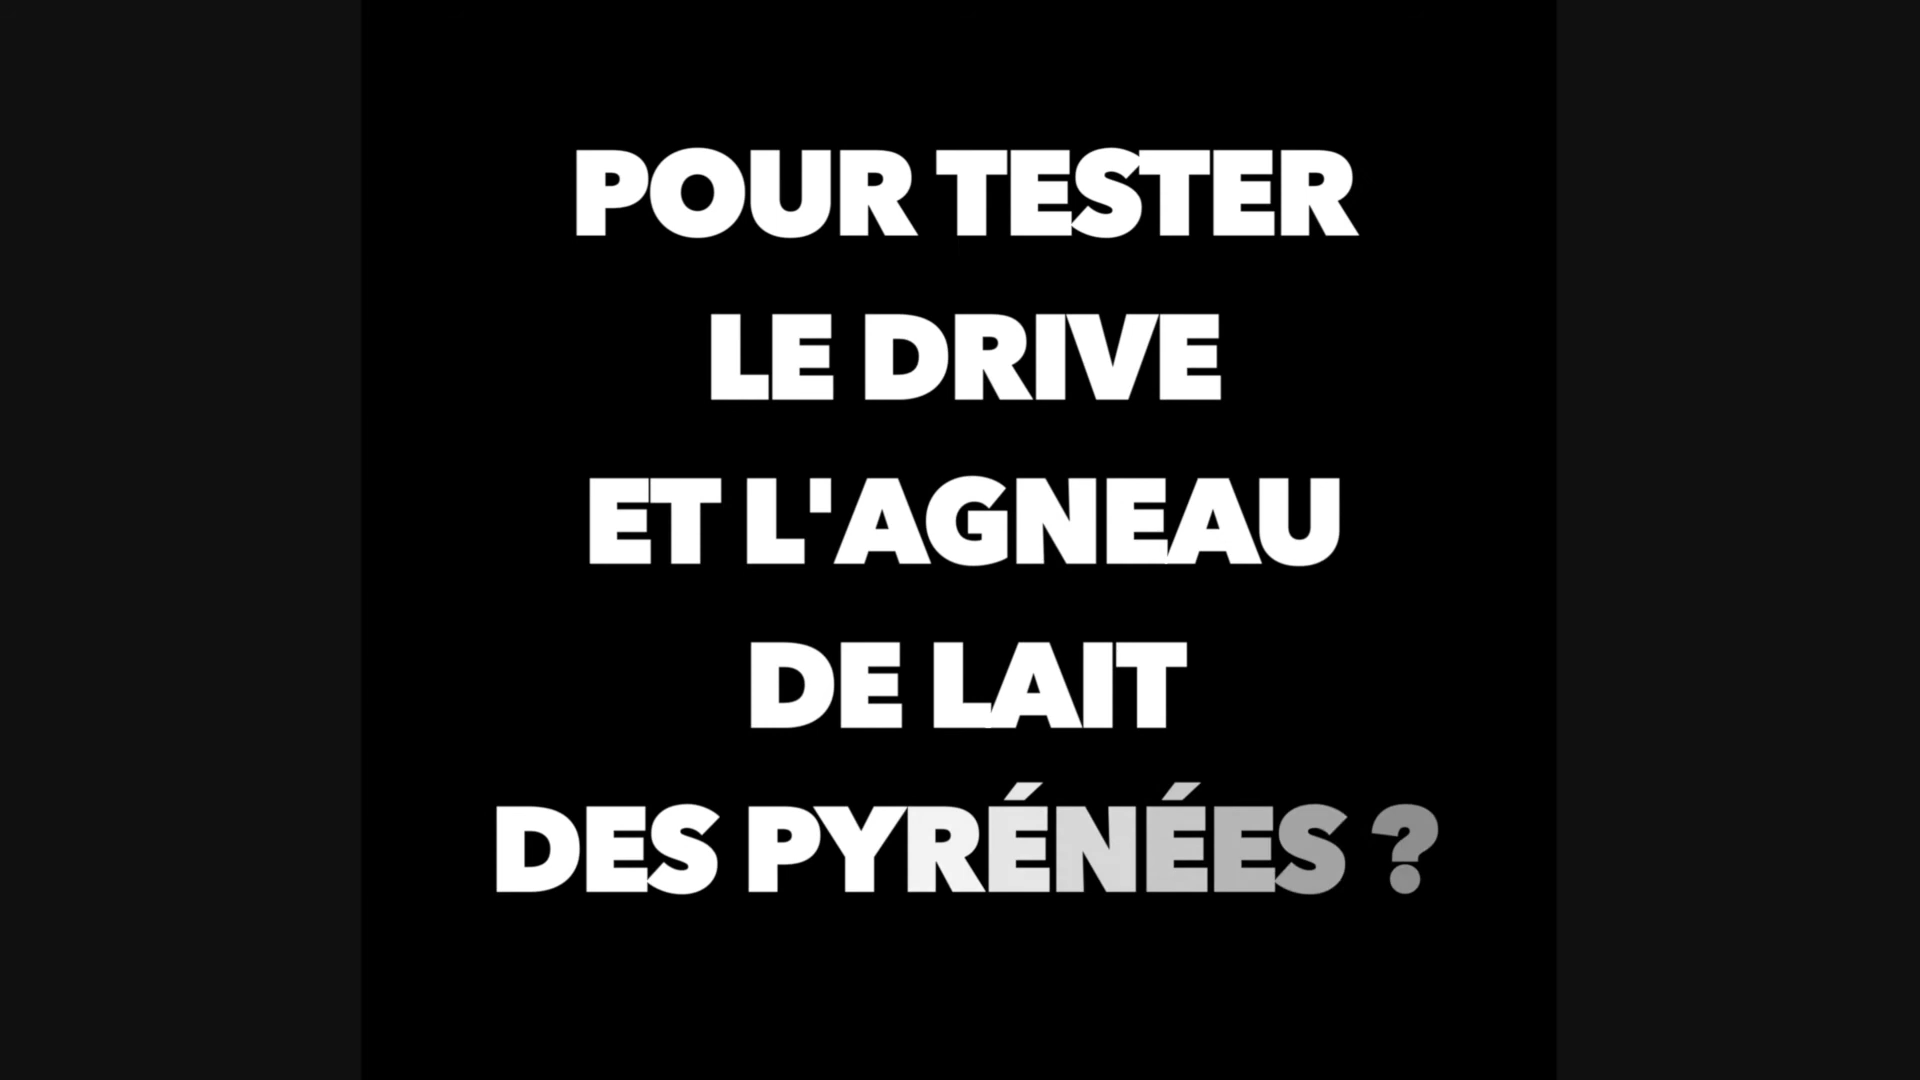 POUR TESTER
LE DRIVE
ET L'AGNEAU
DE LAIT
DES PYRÉNÉES ?